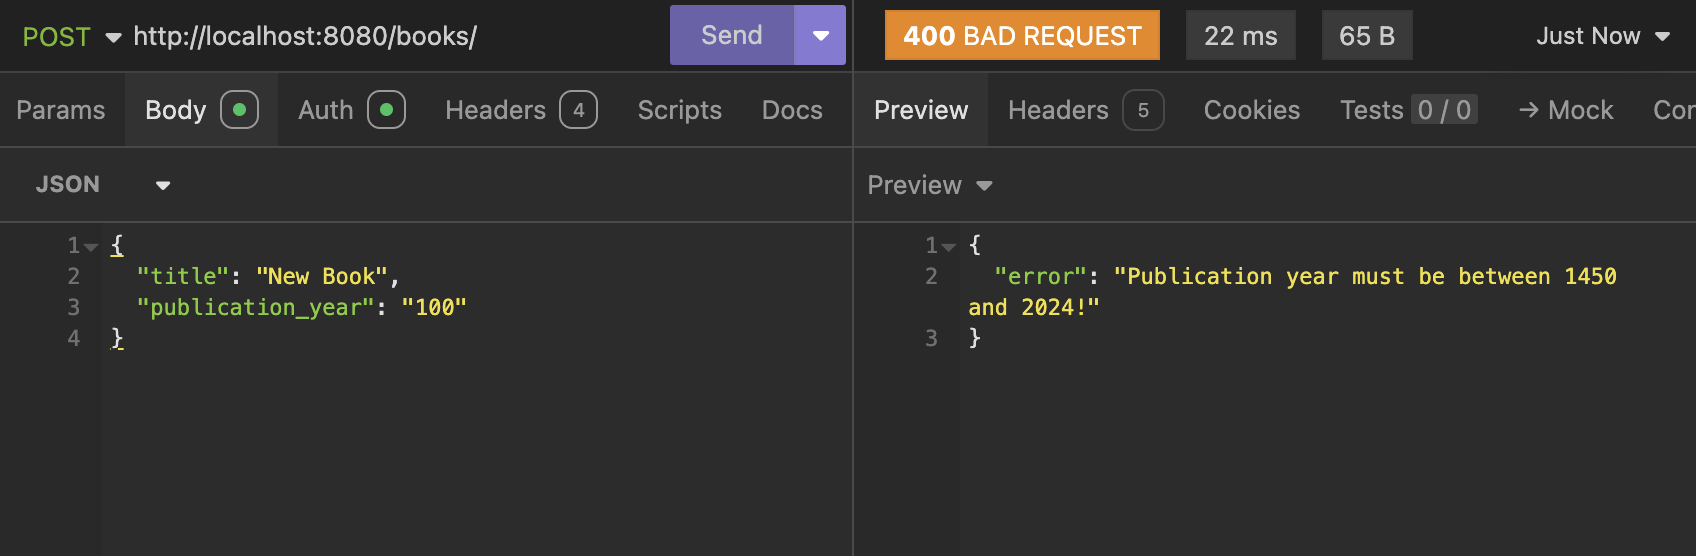 POST http://localhost:8080/books/ Send
400 BAD REQUEST 22 ms 65 B Just Now
Params Body Auth Headers 4 Scripts Docs
Preview Headers 5 Cookies Tests 0 / 0 → Mock Cor
JSON
Preview
1 {
2 "title": "New Book",
3 "publication_year": "100"
4 }
1 {
2 "error": "Publication year must be between 1450
and 2024!"
3 }